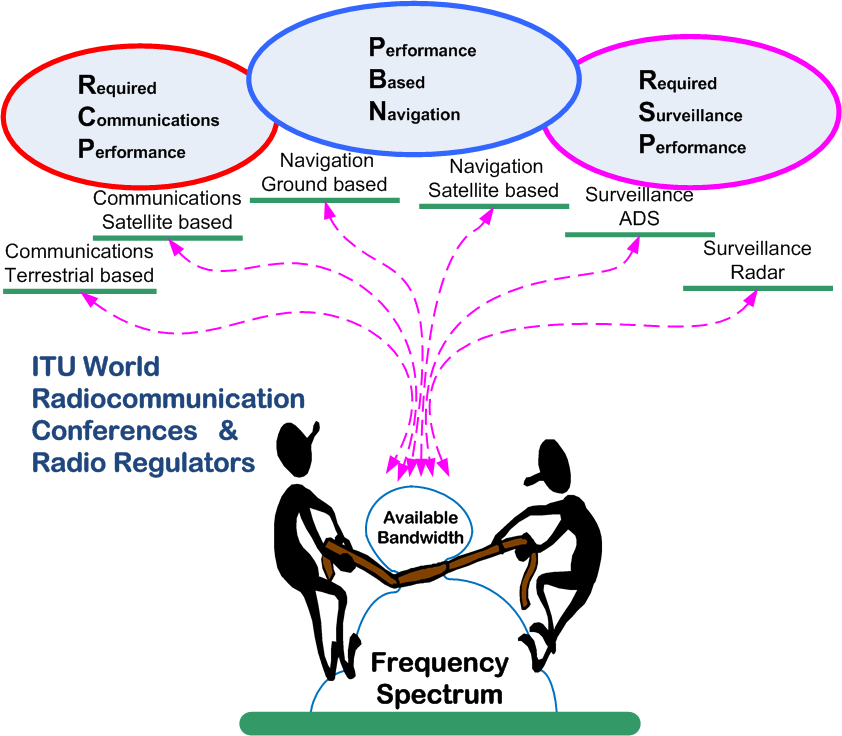 Required
Communications
Performance
Performance
Based
Navigation
Required
Surveillance
Performance
Communications
Terrestrial based
Communications
Satellite based
Navigation
Ground based
Navigation
Satellite based
Surveillance
ADS
Surveillance
Radar
ITU World
Radiocommunication
Conferences &
Radio Regulators
Available
Bandwidth
Frequency
Spectrum